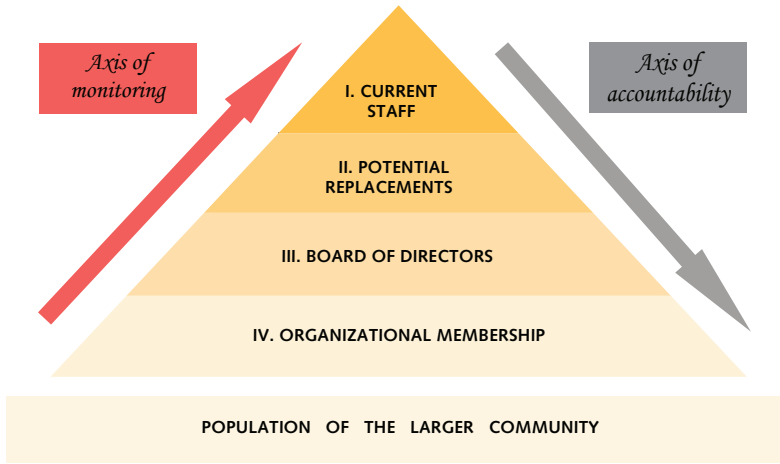 Axis of
monitoring
Axis of
accountability
I. CURRENT
STAFF
II. POTENTIAL
REPLACEMENTS
III. BOARD OF DIRECTORS
IV. ORGANIZATIONAL MEMBERSHIP
POPULATION OF THE LARGER COMMUNITY